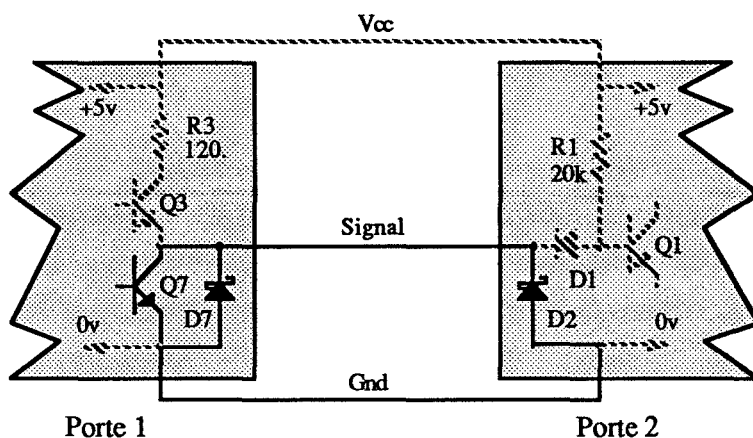 Vcc
+5v
R3
120.
Q3
Q7
D7
0v
Signal
+5v
R1
20k
Q1
D1
D2
0v
Gnd
Porte 1
Porte 2